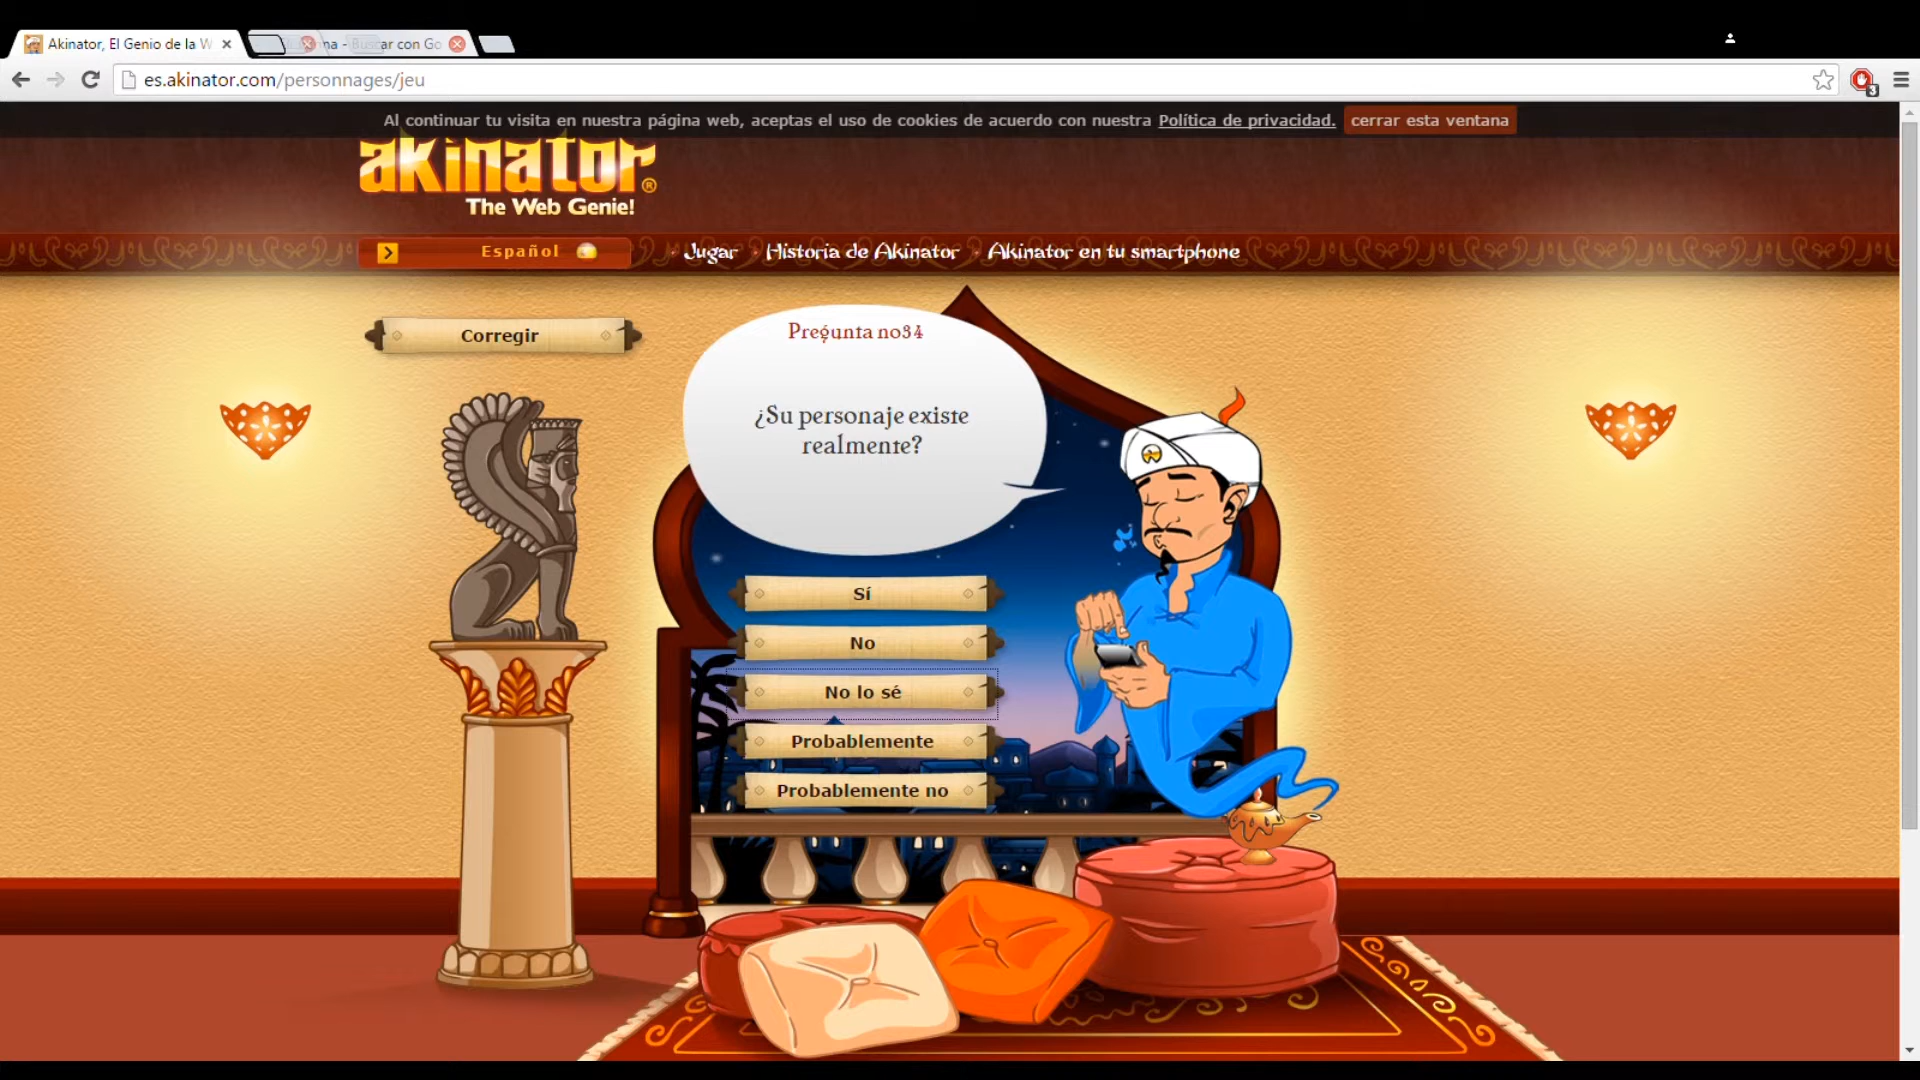 Akinator, El Genio de la W
nna - Buscar con Go
es.akinator.com/personnages/jeu
3
Al continuar tu visita en nuestra página web, aceptas el uso de cookies de acuerdo con nuestra Política de privacidad. cerrar esta ventana
akinator®
The Web Genie!
Español
Jugar
Historia de Akinator
Akinator en tu smartphone
Corregir
Pregunta no34
¿Su personaje existe
realmente?
Sí
No
No lo sé
Probablemente
Probablemente no